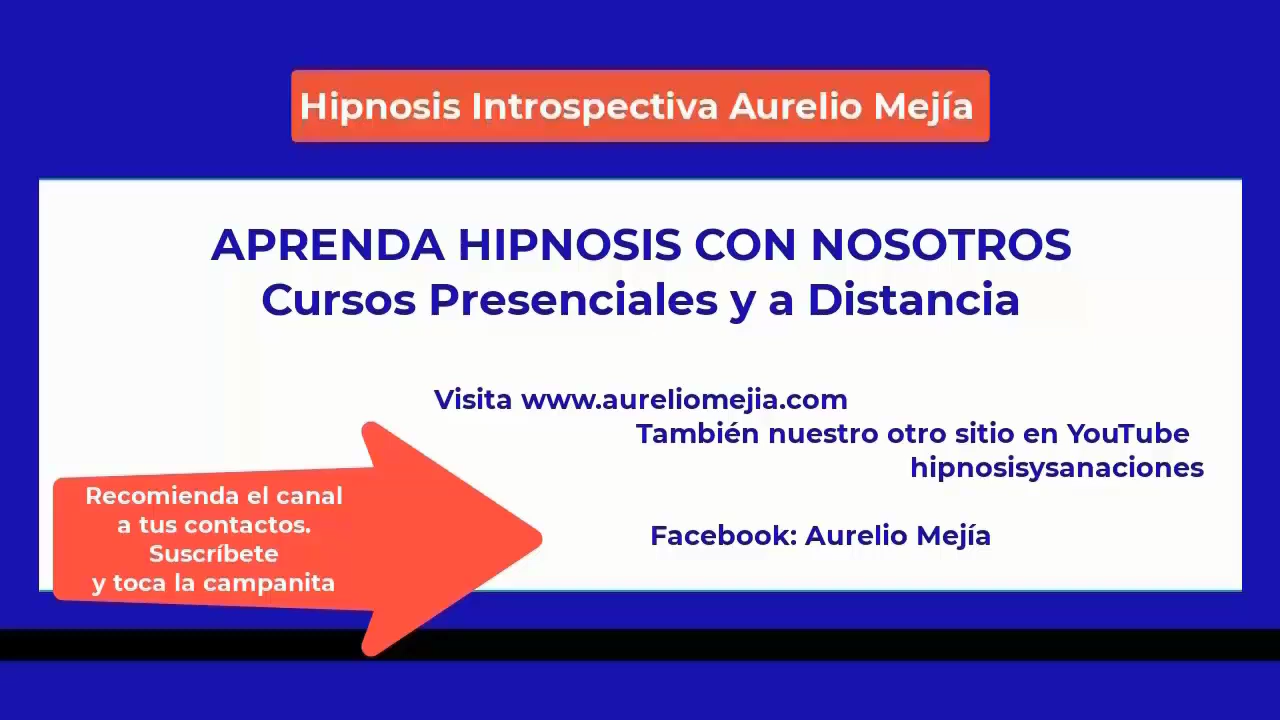 Hipnosis Introspectiva Aurelio Mejía
APRENDA HIPNOSIS CON NOSOTROS
Cursos Presenciales y a Distancia
Visita www.aureliomejia.com
También nuestro otro sitio en YouTube
hipnosisysanaciones
Facebook: Aurelio Mejía
Recomienda el canal
a tus contactos.
Suscríbete
y toca la campanita